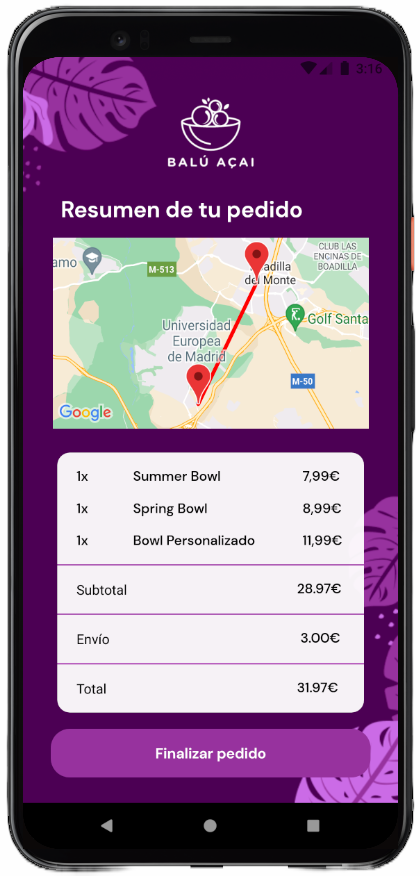 3:16
BALÚ AÇAI
Resumen de tu pedido
CLUB LAS
ENCINAS DE
BOADILLA
amo
M-513
adilla
del Monte
Golf Santa
Universidad
Europea
de Madrid
M-50
Google
1x Summer Bowl 7,99€
1x Spring Bowl 8,99€
1x Bowl Personalizado 11,99€
Subtotal 28.97€
Envío 3.00€
Total 31.97€
Finalizar pedido